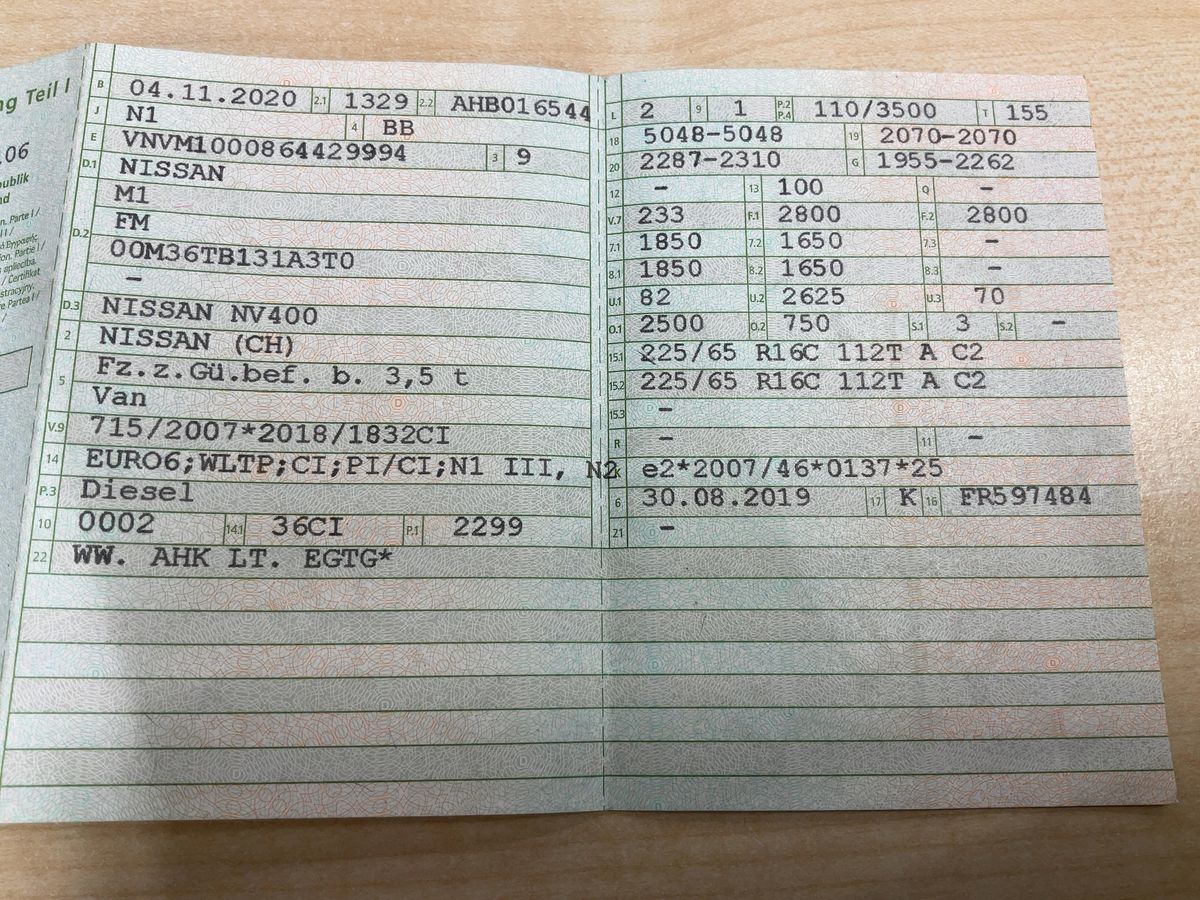 ng Teil I
.06
publik
nd
n. Parte I /
B 04.11.2020 2.1 1329 2.2 AHB016544
J N1 4 BB
E VNVM1000864429994 3 9
D.1 NISSAN
M1
D.2 FM
00M36TB131A3T0
–
D.3 NISSAN NV400
2 NISSAN (CH)
5 Fz.z.Gü.bef. b. 3,5 t
Van
V.9 715/2007*2018/1832CI
14 EURO6;WLTP;CI;PI/CI;N1 III, N2
P.3 Diesel
10 0002 14.1 36CI P.1 2299
22 WW. AHK LT. EGTG*
L 2 9 1 P.2 P.4 110/3500 T 155
18 5048-5048 19 2070-2070
20 2287-2310 G 1955-2262
12 – 13 100 Q –
V.7 233 F.1 2800 F.2 2800
7.1 1850 7.2 1650 7.3 –
8.1 1850 8.2 1650 8.3 –
U.1 82 U.2 2625 U.3 70
O.1 2500 O.2 750 S.1 3 S.2 –
15.1 225/65 R16C 112T A C2
15.2 225/65 R16C 112T A C2
15.3 –
R – 11 –
K e2*2007/46*0137*25
6 30.08.2019 17 K 16 FR597484
21 –